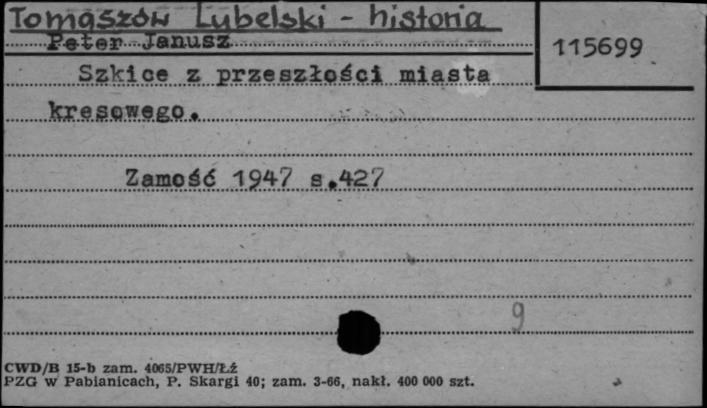 Tomaszów Lubelski - historia
Peter Janusz
115699
Szkice z przeszłości miasta
kresowego.
Zamość 1947 s.427
9
CWD/B 15-b zam. 4065/PWH/Łź
PZG w Pabianicach, P. Skargi 40; zam. 3-66, nakł. 400 000 szt.